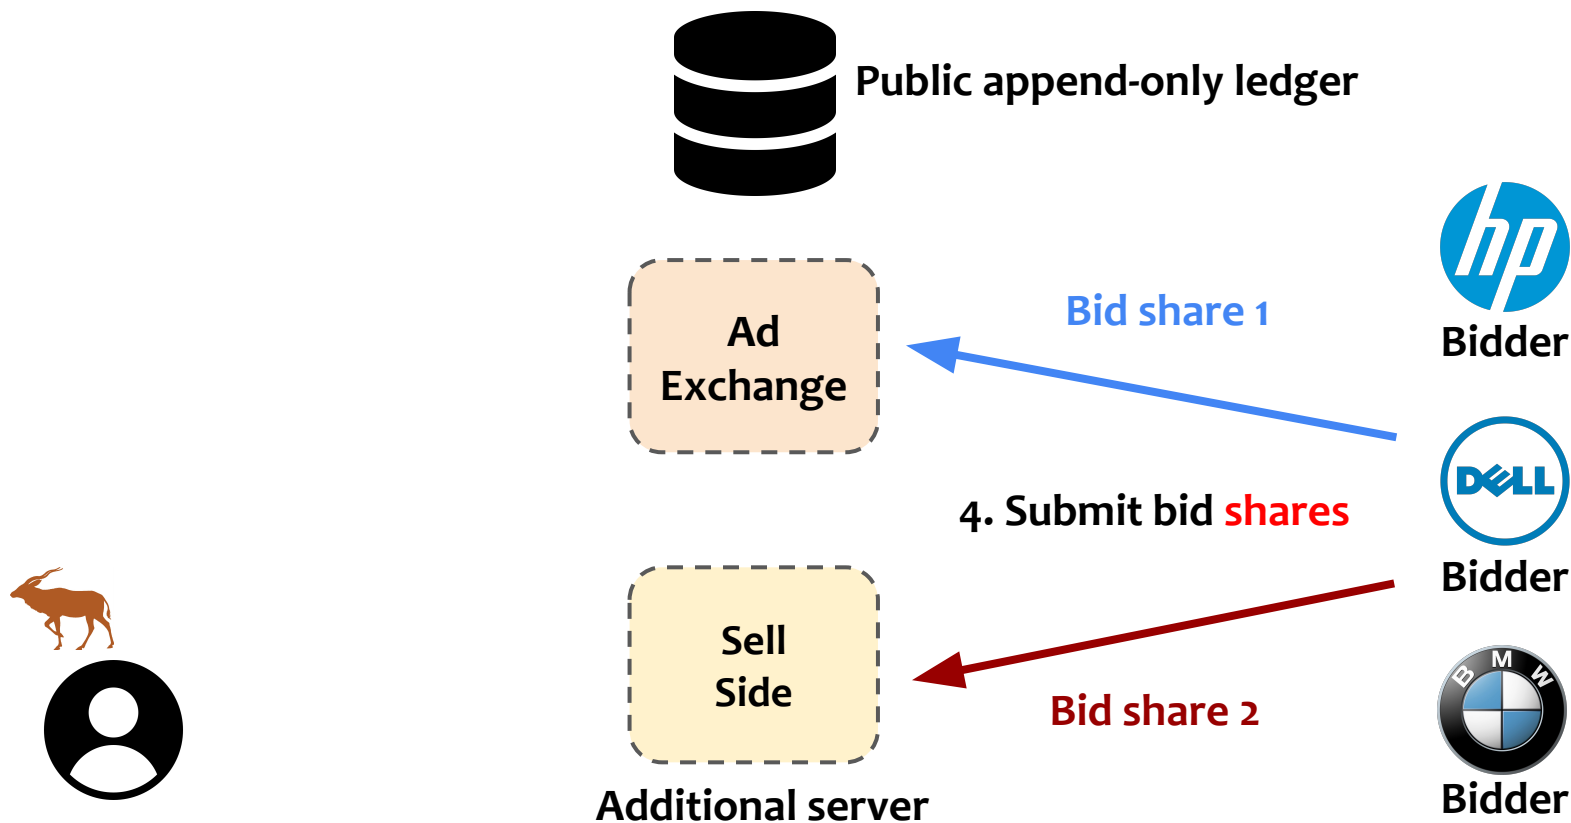 Public append-only ledger
hp
Bidder
Ad
Exchange
Bid share 1
DELL
Bidder
4. Submit bid shares
Sell
Side
Bid share 2
BMW
Bidder
Additional server